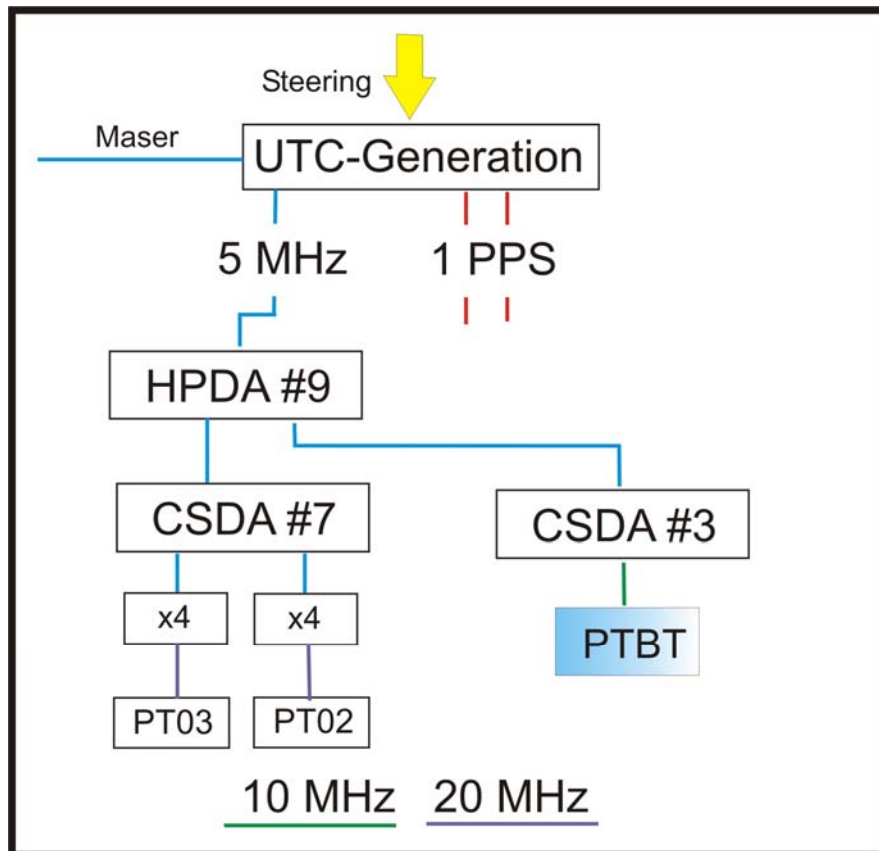 Steering
Maser
UTC-Generation
5 MHz
1 PPS
HPDA #9
CSDA #7
CSDA #3
x4
x4
PTBT
PT03
PT02
10 MHz
20 MHz